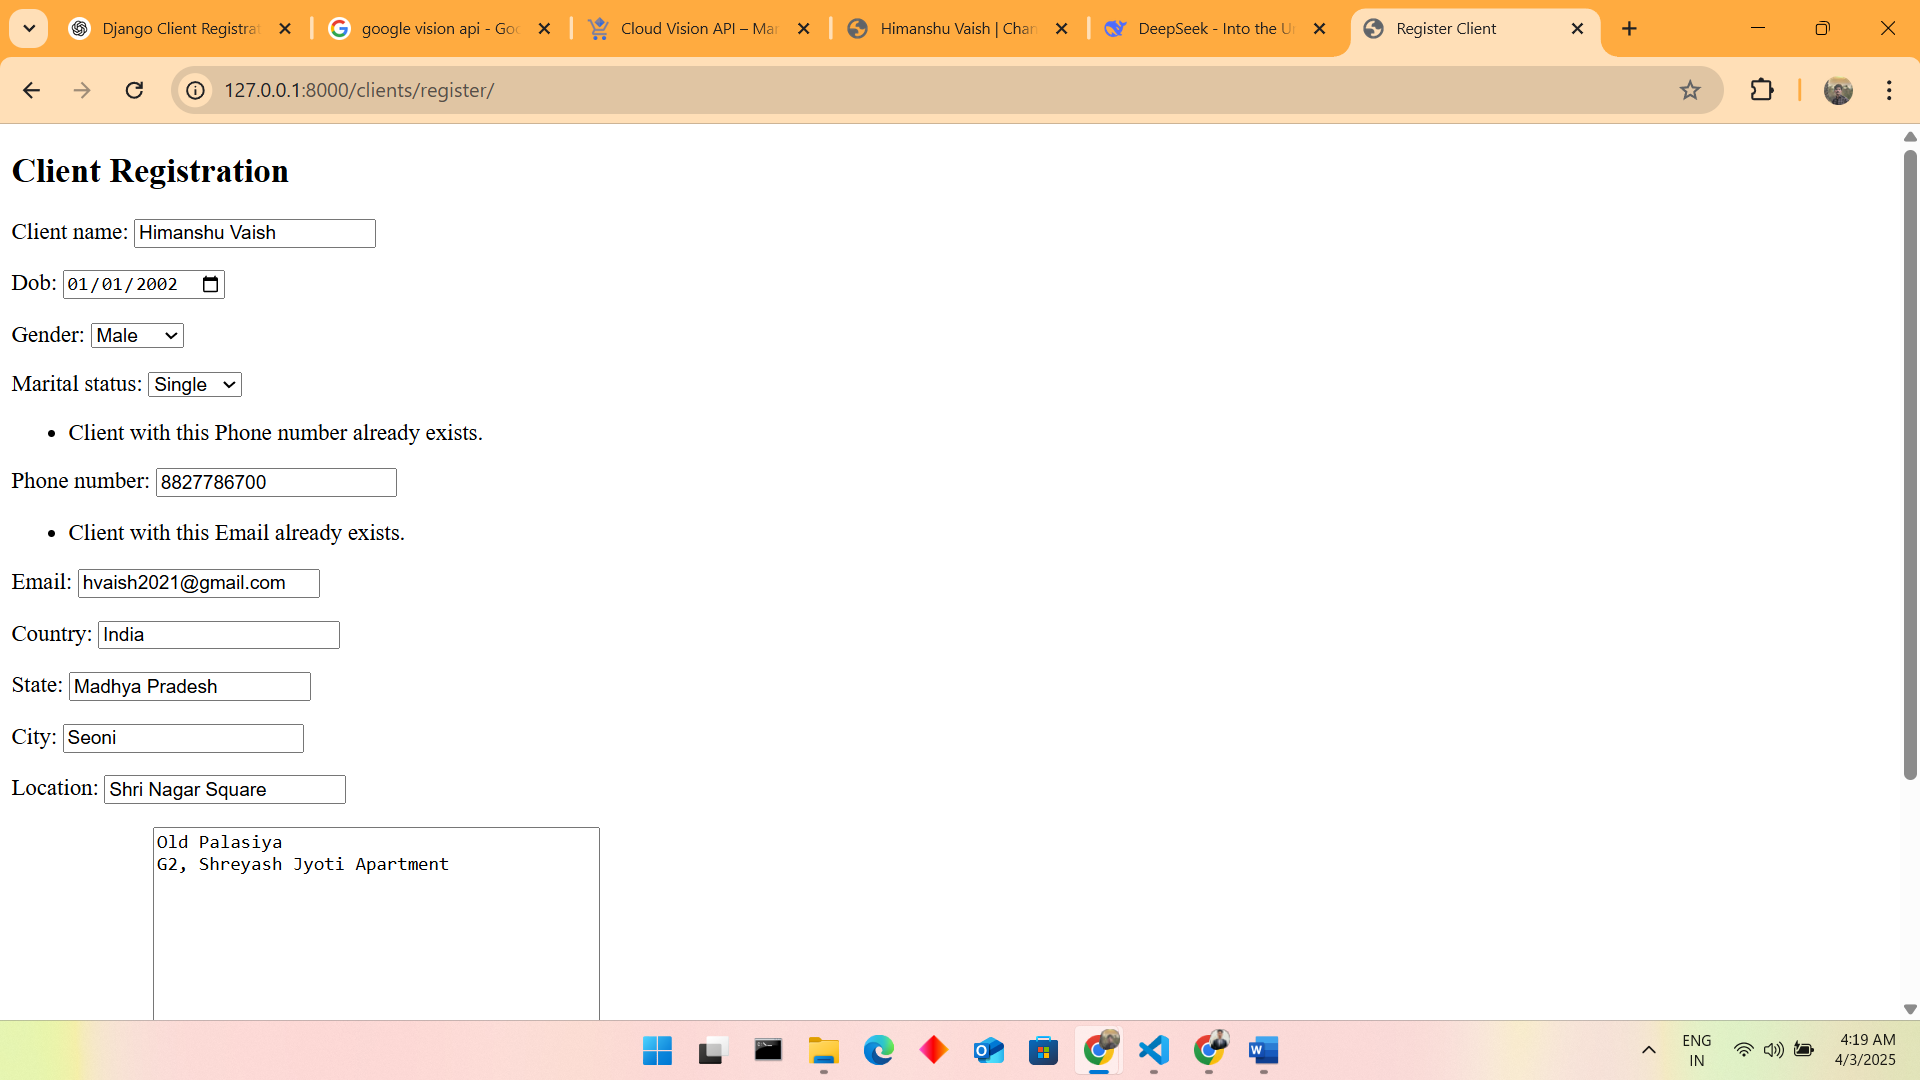 Django Client Registrat
google vision api - Goo
Cloud Vision API – Mar
Himanshu Vaish | Chan
DeepSeek - Into the U
Register Client
127.0.0.1:8000/clients/register/
Client Registration
Client name: Himanshu Vaish
Dob: 01/01/2002
Gender: Male
Marital status: Single
• Client with this Phone number already exists.
Phone number: 8827786700
• Client with this Email already exists.
Email: hvaish2021@gmail.com
Country: India
State: Madhya Pradesh
City: Seoni
Location: Shri Nagar Square
Old Palasiya
G2, Shreyash Jyoti Apartment
ENG
IN
4:19 AM
4/3/2025